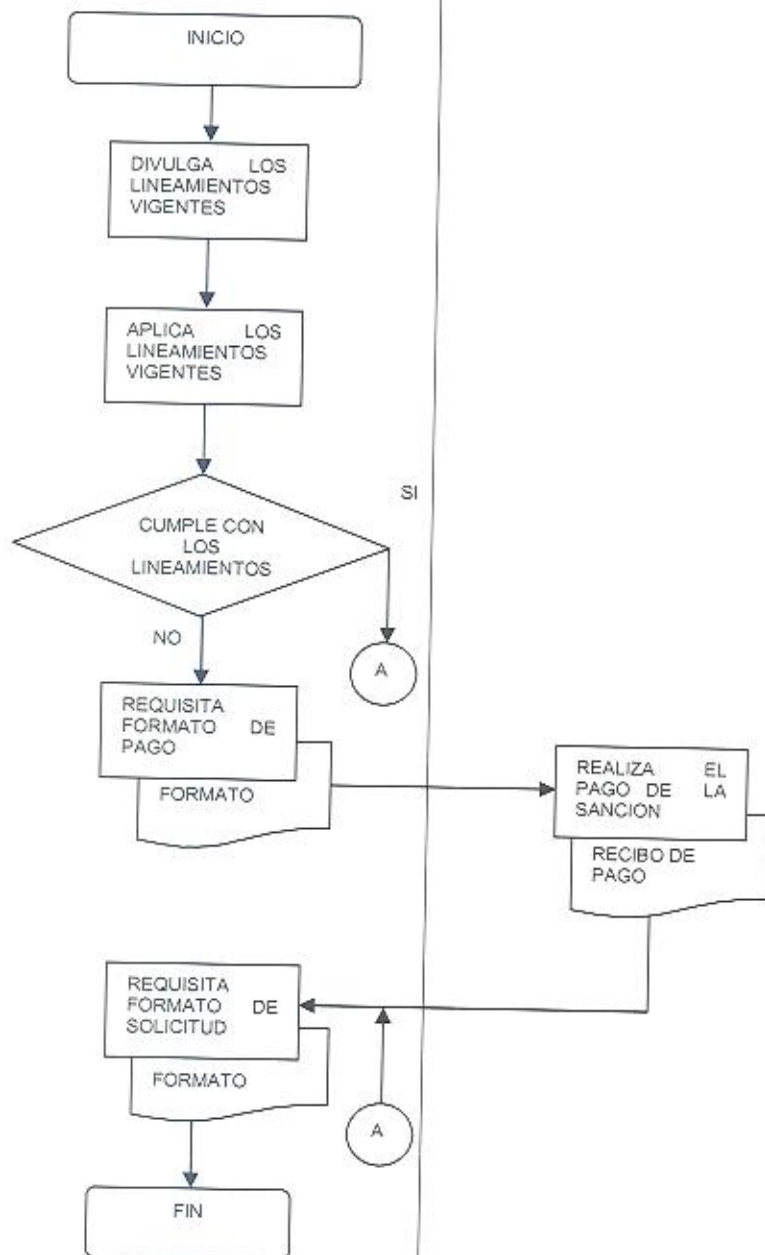 INICIO
DIVULGA LOS
LINEAMIENTOS
VIGENTES
APLICA LOS
LINEAMIENTOS
VIGENTES
SI
CUMPLE CON
LOS
LINEAMIENTOS
NO
A
REQUISITA
FORMATO DE
PAGO
FORMATO
REALIZA EL
PAGO DE LA
SANCION
RECIBO DE
PAGO
REQUISITA
FORMATO DE
SOLICITUD
FORMATO
A
FIN